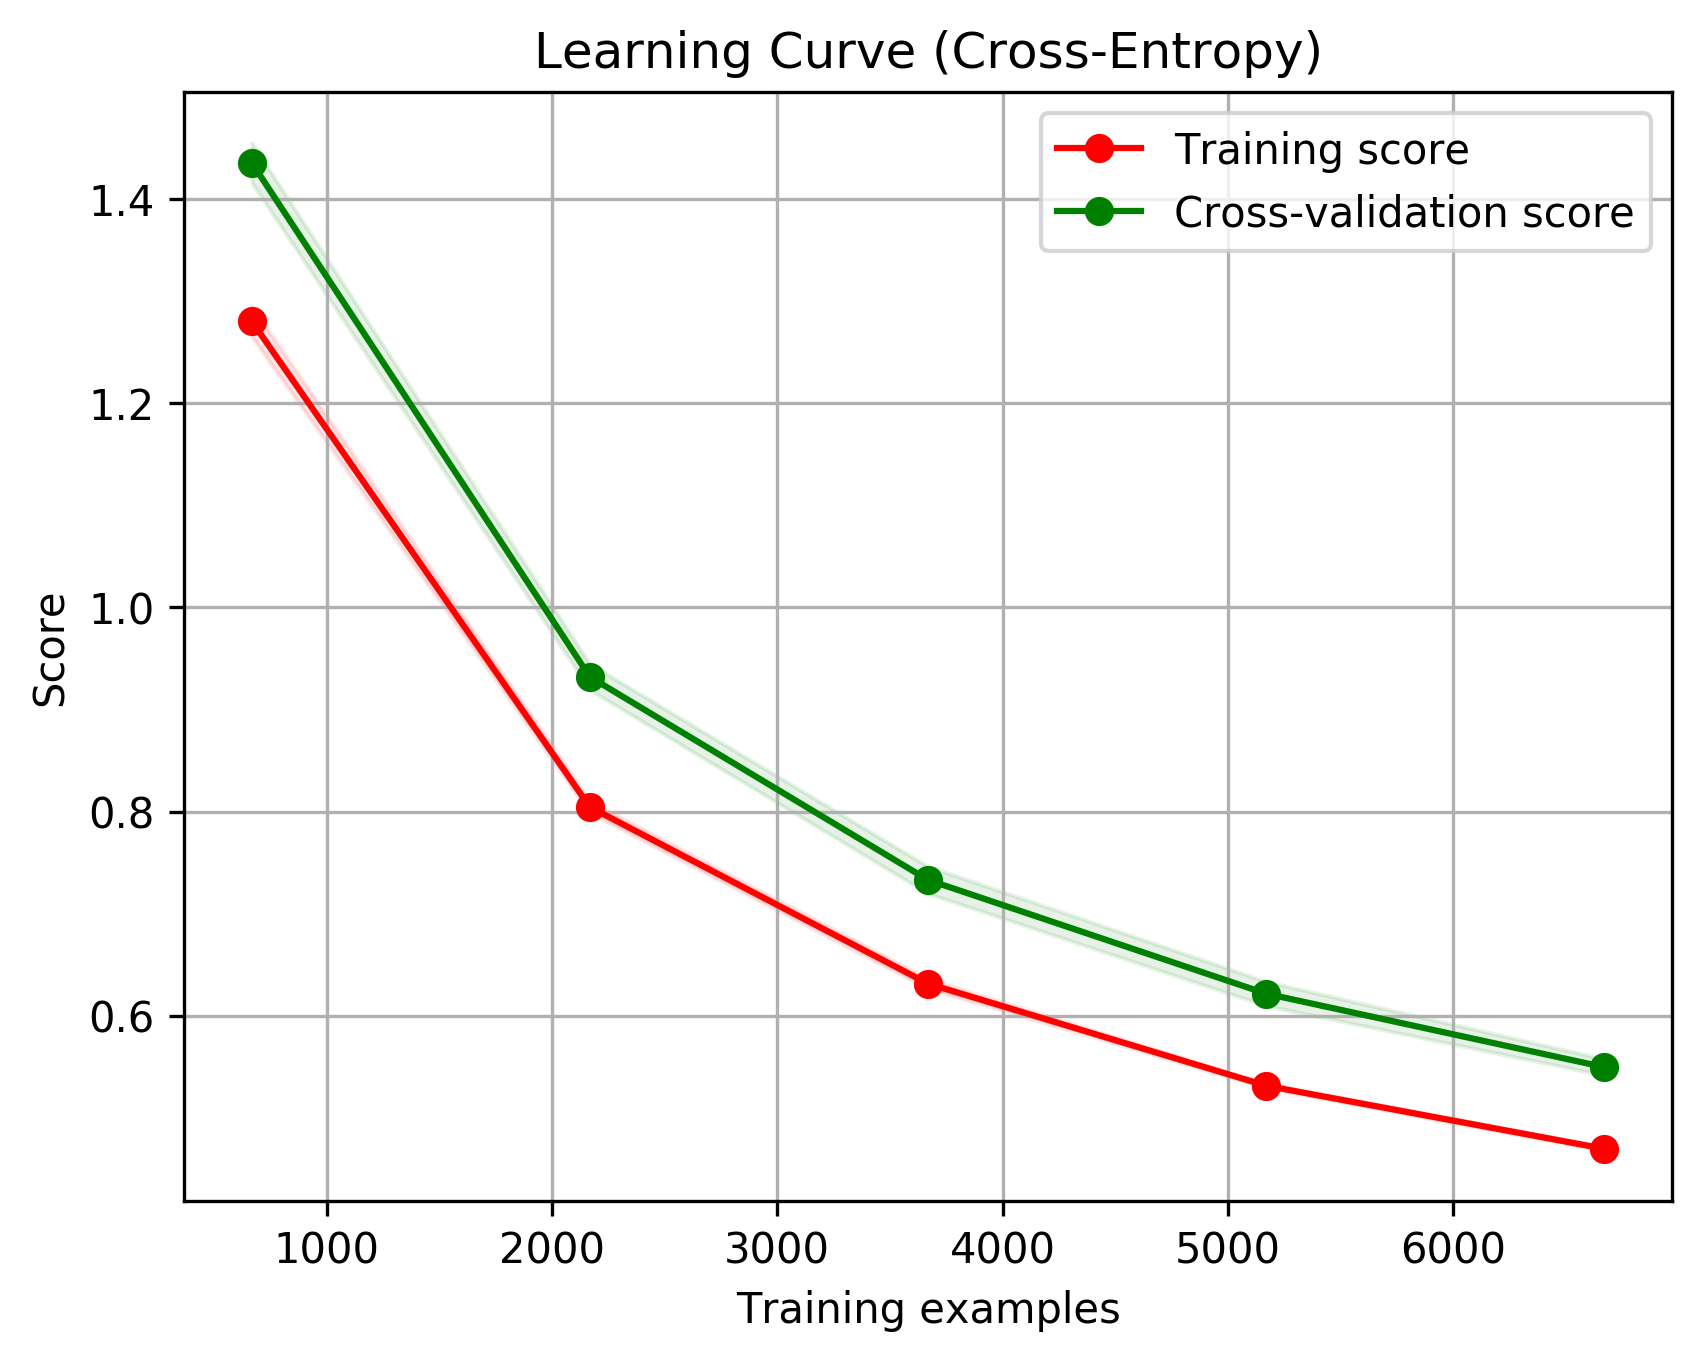 Learning Curve (Cross-Entropy)
Training score
Cross-validation score
1.4
1.2
1.0
0.8
0.6
Score
1000 2000 3000 4000 5000 6000
Training examples